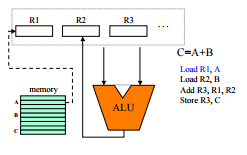 R1 R2 R3 ...
C=A+B
Load R1, A
Load R2, B
Add R3, R1, R2
Store R3, C
memory
A
B
C
ALU